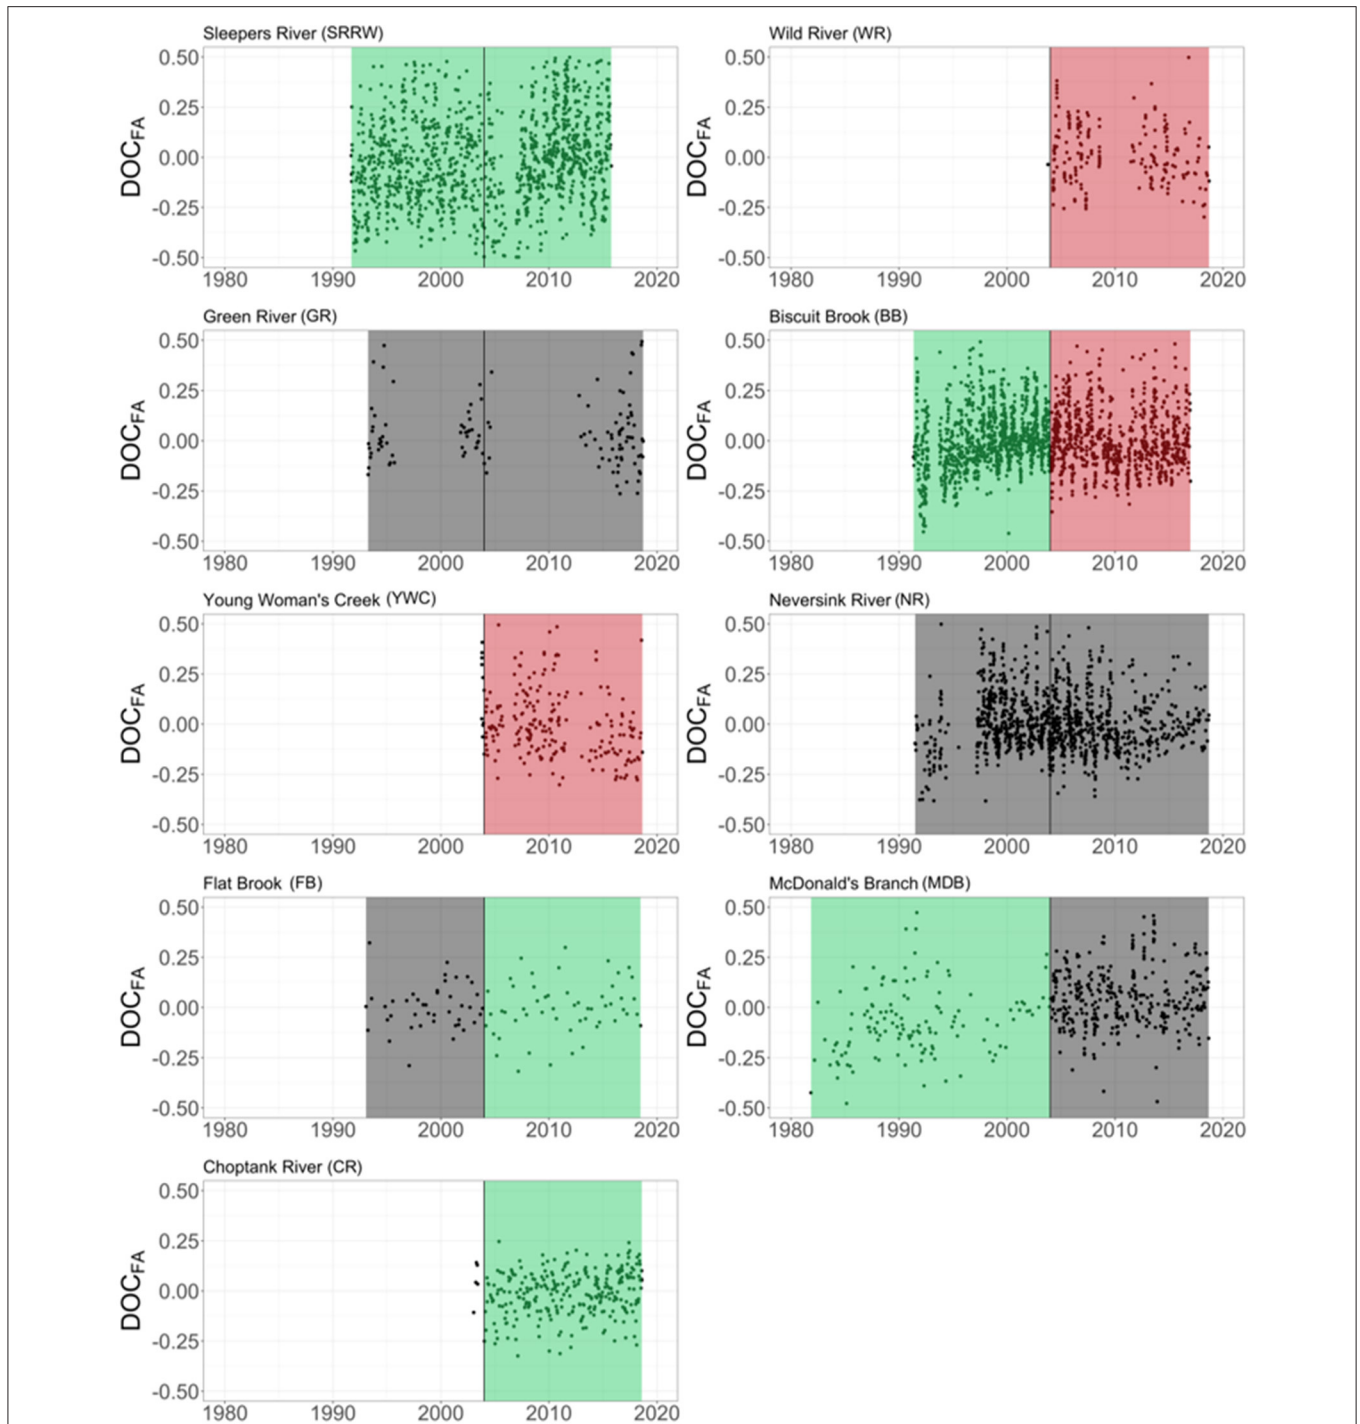 Sleepers River (SRRW)
DOCFA
0.50
0.25
0.00
-0.25
-0.50
1980 1990 2000 2010 2020
Wild River (WR)
DOCFA
0.50
0.25
0.00
-0.25
-0.50
1980 1990 2000 2010 2020
Green River (GR)
DOCFA
0.50
0.25
0.00
-0.25
-0.50
1980 1990 2000 2010 2020
Biscuit Brook (BB)
DOCFA
0.50
0.25
0.00
-0.25
-0.50
1980 1990 2000 2010 2020
Young Woman's Creek (YWC)
DOCFA
0.50
0.25
0.00
-0.25
-0.50
1980 1990 2000 2010 2020
Neversink River (NR)
DOCFA
0.50
0.25
0.00
-0.25
-0.50
1980 1990 2000 2010 2020
Flat Brook (FB)
DOCFA
0.50
0.25
0.00
-0.25
-0.50
1980 1990 2000 2010 2020
McDonald's Branch (MDB)
DOCFA
0.50
0.25
0.00
-0.25
-0.50
1980 1990 2000 2010 2020
Choptank River (CR)
DOCFA
0.50
0.25
0.00
-0.25
-0.50
1980 1990 2000 2010 2020